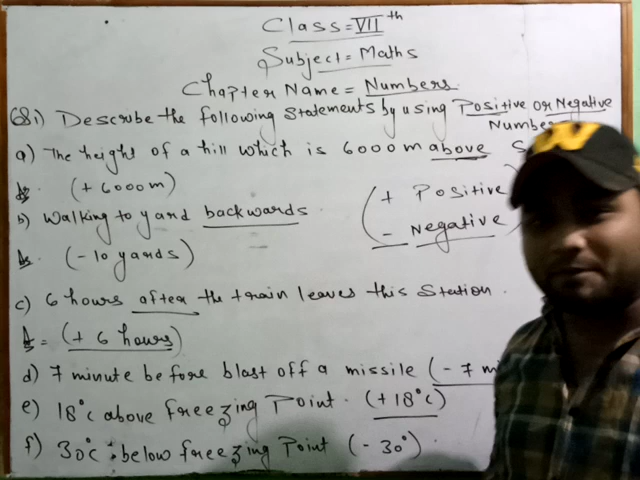 Class=VII th
Subject= Maths
Chapter Name= Numbers.
Q1) Describe the following Statements by using Positive or Negative
Number
a) The height of a hill which is 6000m above S
(+ 6000m)
+ Positive
b) Walking 10 yard backwards.
- Negative
(-10 yards)
c) 6 hours after the train leaves this Station.
A = (+ 6 hours)
d) 7 minute before blast off a missile (- 7 m
e) 18°c above freezing Point. (+18°c)
f) 30°c below freezing Point (- 30°)